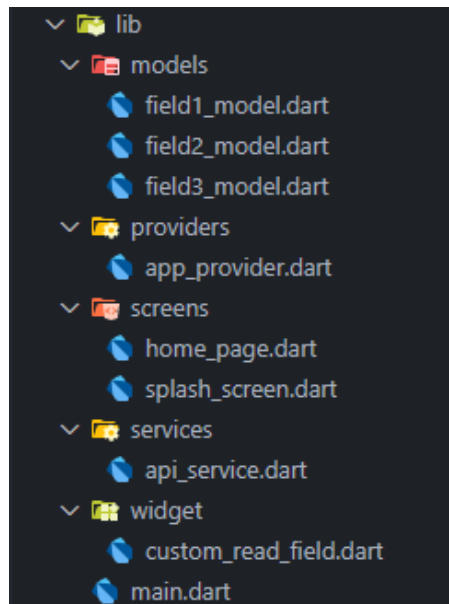 lib
models
field1_model.dart
field2_model.dart
field3_model.dart
providers
app_provider.dart
screens
home_page.dart
splash_screen.dart
services
api_service.dart
widget
custom_read_field.dart
main.dart